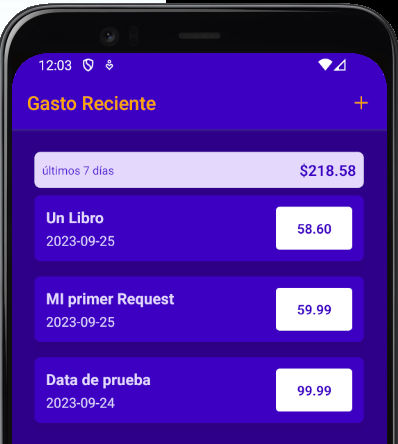 12:03
Gasto Reciente +
últimos 7 días $218.58
Un Libro
2023-09-25
58.60
MI primer Request
2023-09-25
59.99
Data de prueba
2023-09-24
99.99